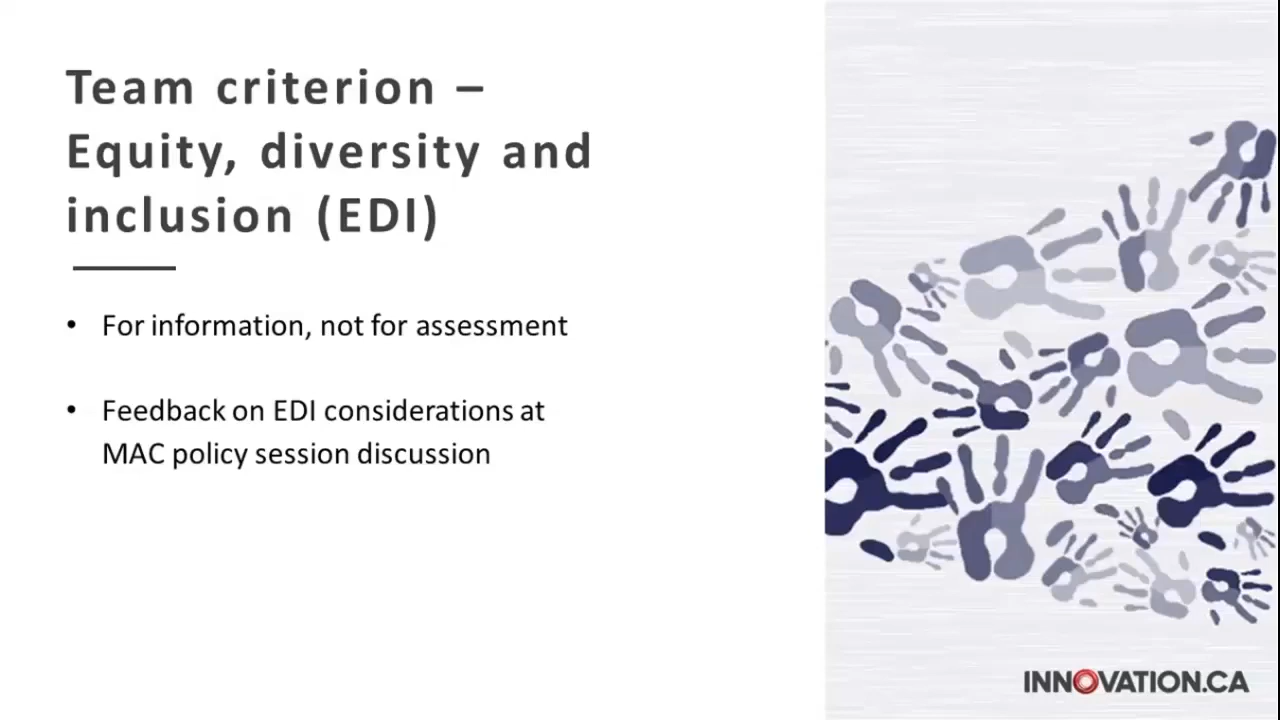 Team criterion –
Equity, diversity and
inclusion (EDI)
• For information, not for assessment
• Feedback on EDI considerations at
MAC policy session discussion
INNOVATION.CA